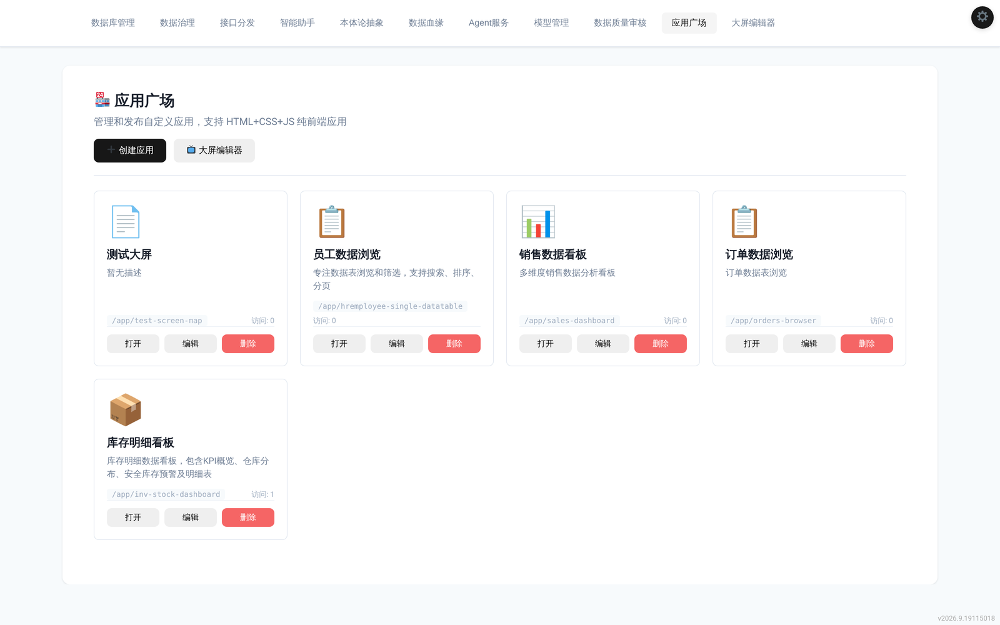 数据库管理 数据治理 接口分发 智能助手 本体论抽象 数据血缘 Agent服务 模型管理 数据质量审核 应用广场 大屏编辑器
应用广场
管理和发布自定义应用，支持 HTML+CSS+JS 纯前端应用
创建应用 大屏编辑器
测试大屏
暂无描述
/app/test-screen-map 访问: 0
打开 编辑 删除
员工数据浏览
专注数据表浏览和筛选，支持搜索、排序、
分页
/app/hremployee-single-datatable
访问: 0
打开 编辑 删除
销售数据看板
多维度销售数据分析看板
/app/sales-dashboard 访问: 0
打开 编辑 删除
订单数据浏览
订单数据表浏览
/app/orders-browser 访问: 0
打开 编辑 删除
库存明细看板
库存明细数据看板，包含KPI概览、仓库分
布、安全库存预警及明细表
/app/inv-stock-dashboard 访问: 1
打开 编辑 删除
v2026.9.19115018